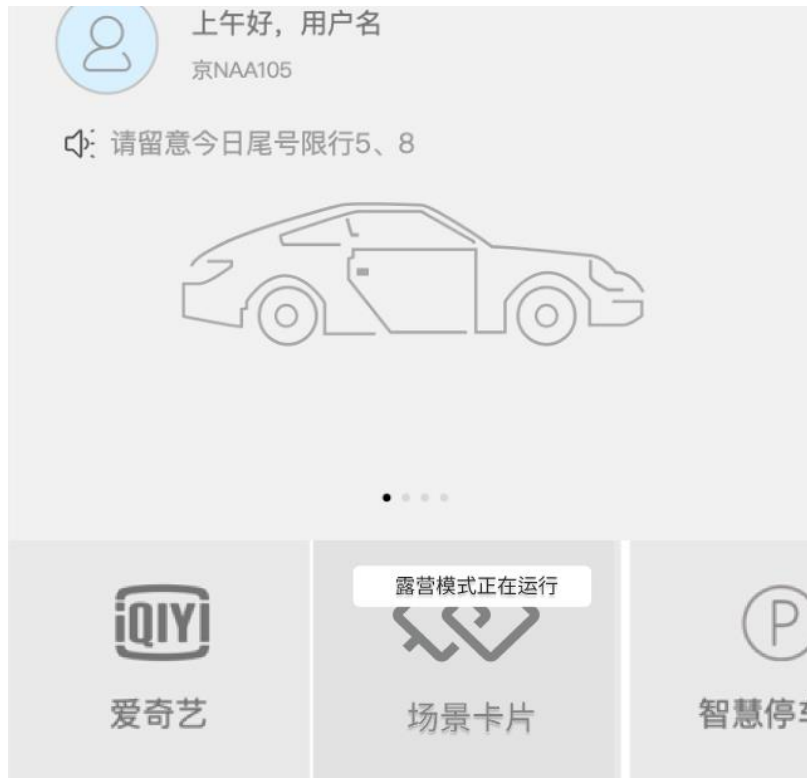 上午好，用户名
京NAA105
请留意今日尾号限行5、8
露营模式正在运行
iQIYI
爱奇艺
场景卡片
P
智慧停